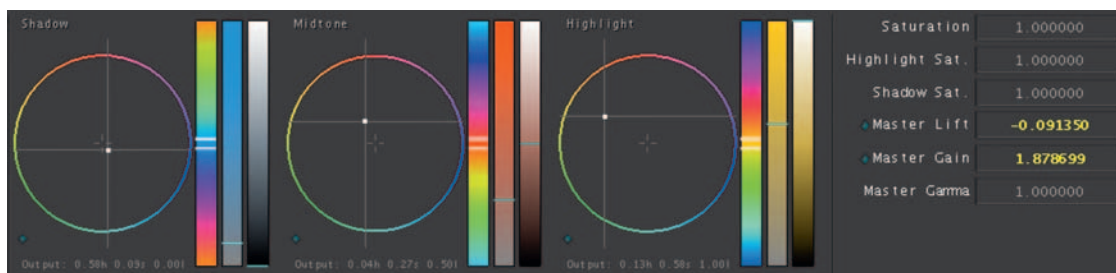 Shadow
Midtone
Highlight
Output: 0.58h 0.09s 0.00l
Output: 0.04h 0.27s 0.50l
Output: 0.13h 0.58s 1.00l
Saturation 1.000000
Highlight Sat. 1.000000
Shadow Sat. 1.000000
Master Lift -0.091350
Master Gain 1.878699
Master Gamma 1.000000